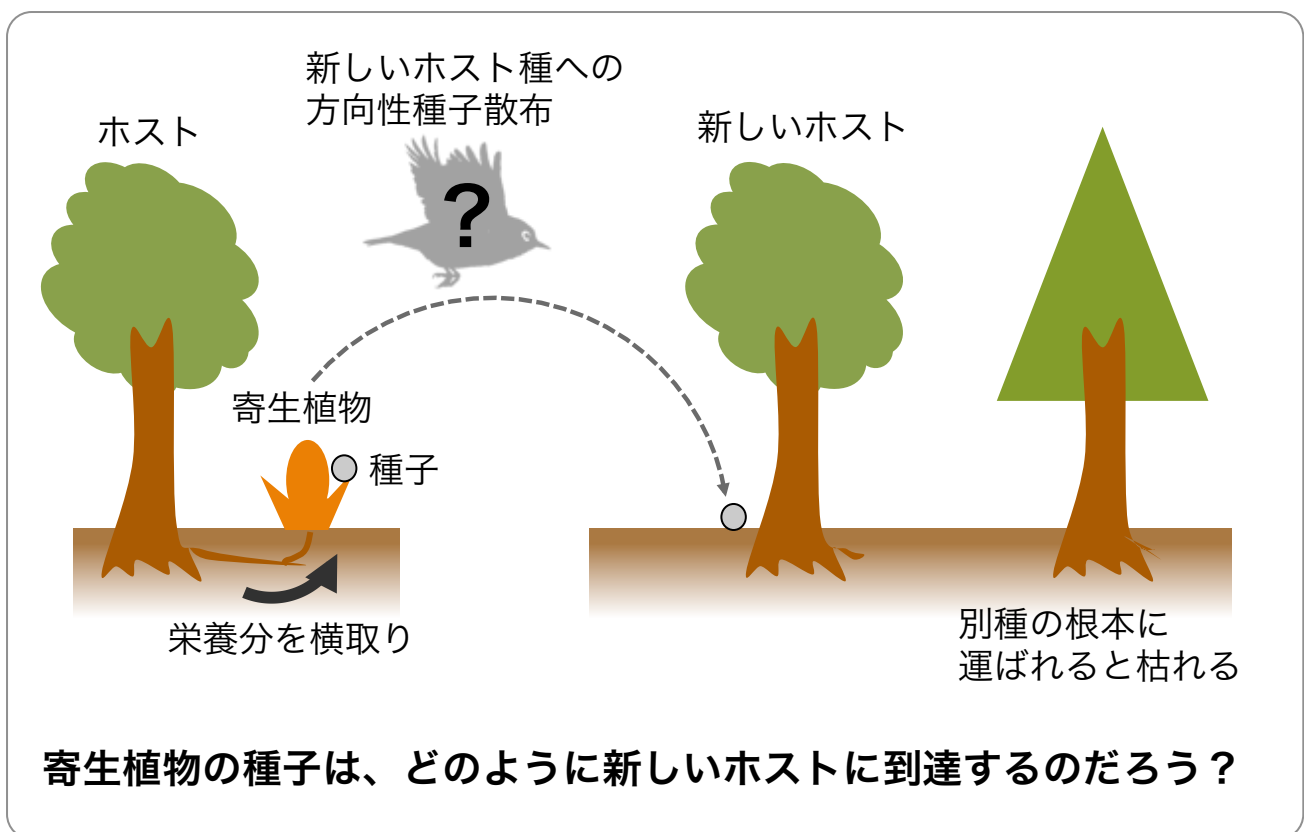 新しいホスト種への
方向性種子散布
ホスト
新しいホスト
?
寄生植物
種子
栄養分を横取り
別種の根本に
運ばれると枯れる
寄生植物の種子は、どのように新しいホストに到達するのだろう？